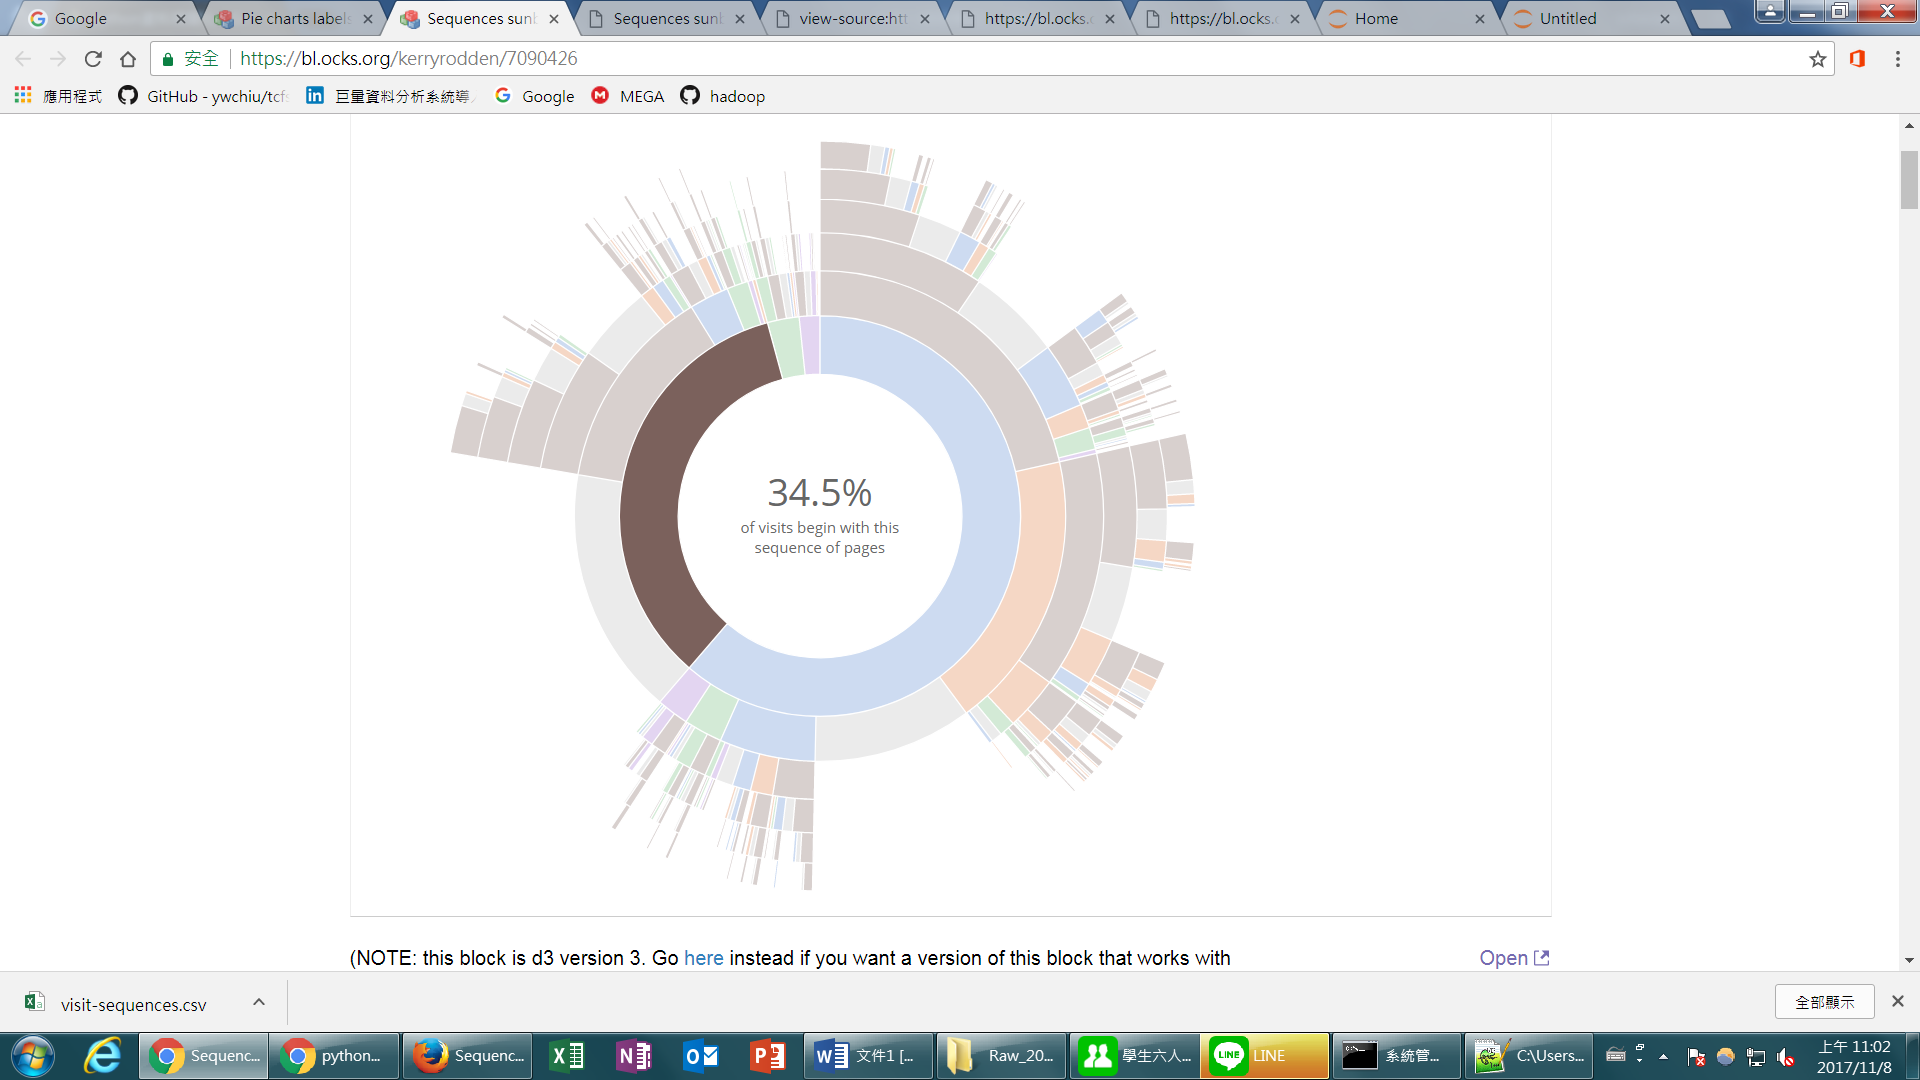 Google
Pie charts labels
Sequences sunb
Sequences sunb
view-source:htt
https://bl.ocks.o
https://bl.ocks.o
Home
Untitled
安全
https://bl.ocks.org/kerryrodden/7090426
應用程式
GitHub - ywchiu/tcfs
in
巨量資料分析系統導
Google
MEGA
hadoop
34.5%
of visits begin with this
sequence of pages
(NOTE: this block is d3 version 3. Go here instead if you want a version of this block that works with
Open
visit-sequences.csv
全部顯示
Sequenc...
python...
Sequenc...
文件1 [...
Raw_20...
學生六人...
LINE
LINE
系統管...
C:\Users...
上午 11:02
2017/11/8